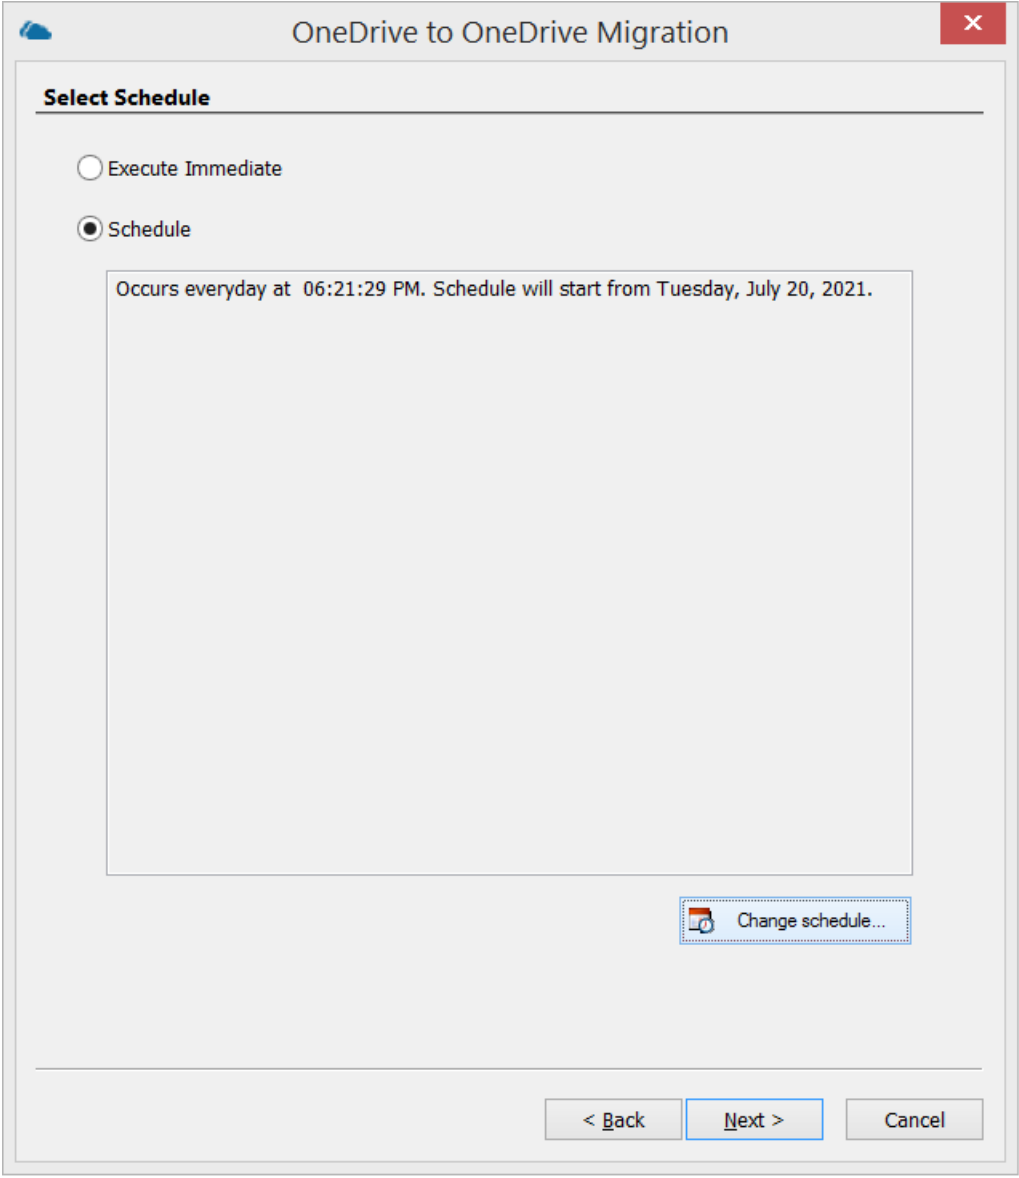 OneDrive to OneDrive Migration
Select Schedule
Execute Immediate
Schedule
Occurs everyday at  06:21:29 PM. Schedule will start from Tuesday, July 20, 2021.
Change schedule...
< Back
Next >
Cancel